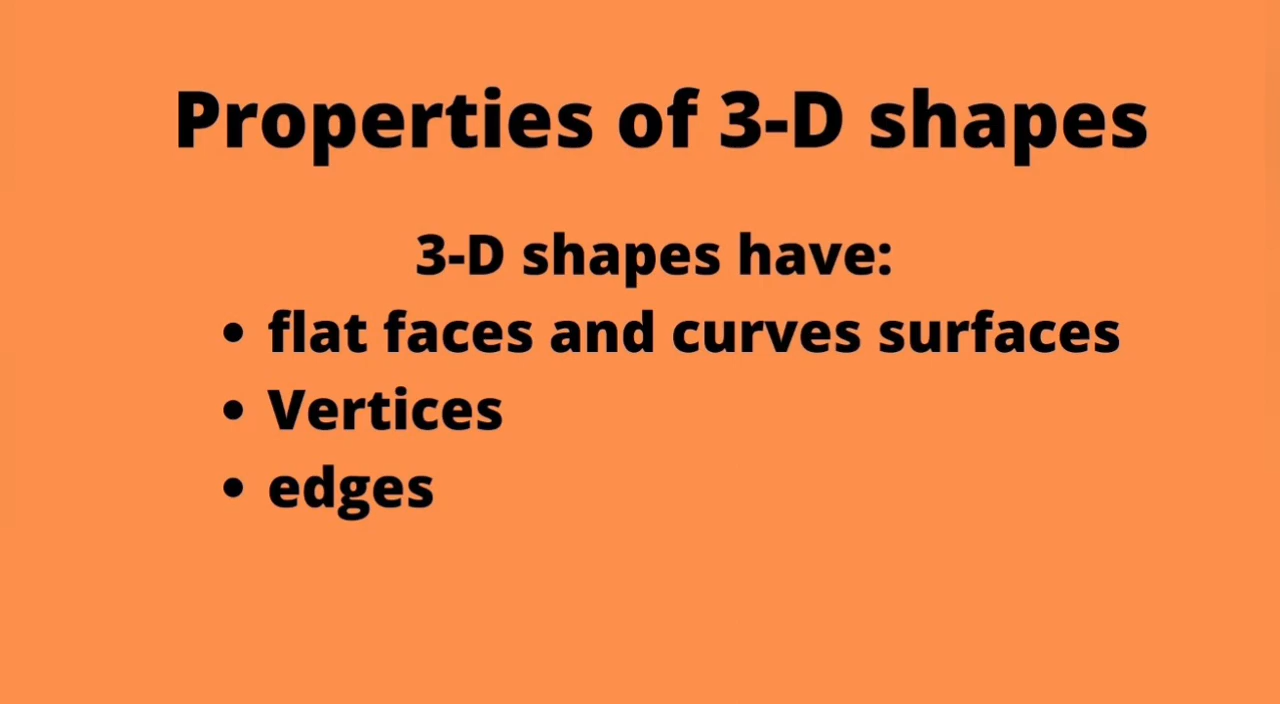 Properties of 3-D shapes
3-D shapes have:
• flat faces and curves surfaces
• Vertices
• edges